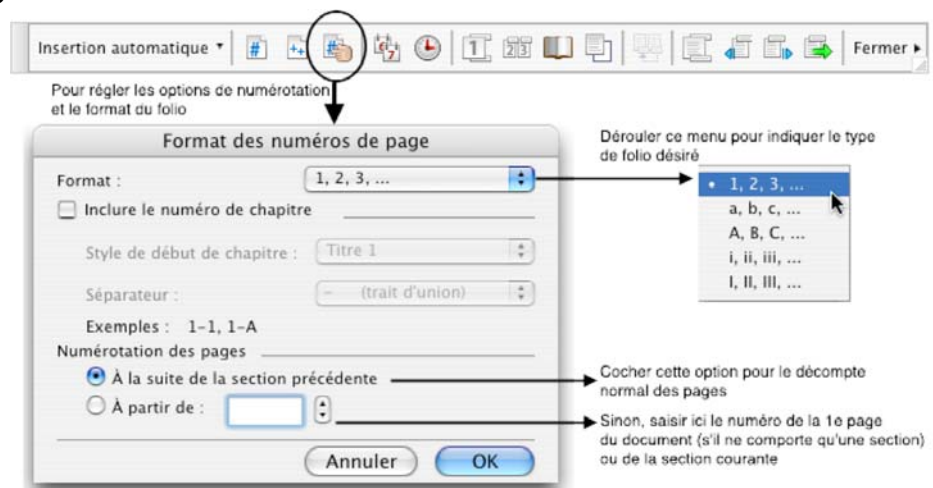 Insertion automatique
Fermer
Pour régler les options de numérotation
et le format du folio
Format des numéros de page
Format :
1, 2, 3, ...
Inclure le numéro de chapitre
Style de début de chapitre :
Titre 1
Séparateur :
- (trait d'union)
Exemples : 1-1, 1-A
Numérotation des pages
À la suite de la section précédente
À partir de :
Annuler
OK
Dérouler ce menu pour indiquer le type
de folio désiré
• 1, 2, 3, ...
a, b, c, ...
A, B, C, ...
i, ii, iii, ...
I, II, III, ...
Cocher cette option pour le décompte
normal des pages
Sinon, saisir ici le numéro de la 1e page
du document (s'il ne comporte qu'une section)
ou de la section courante